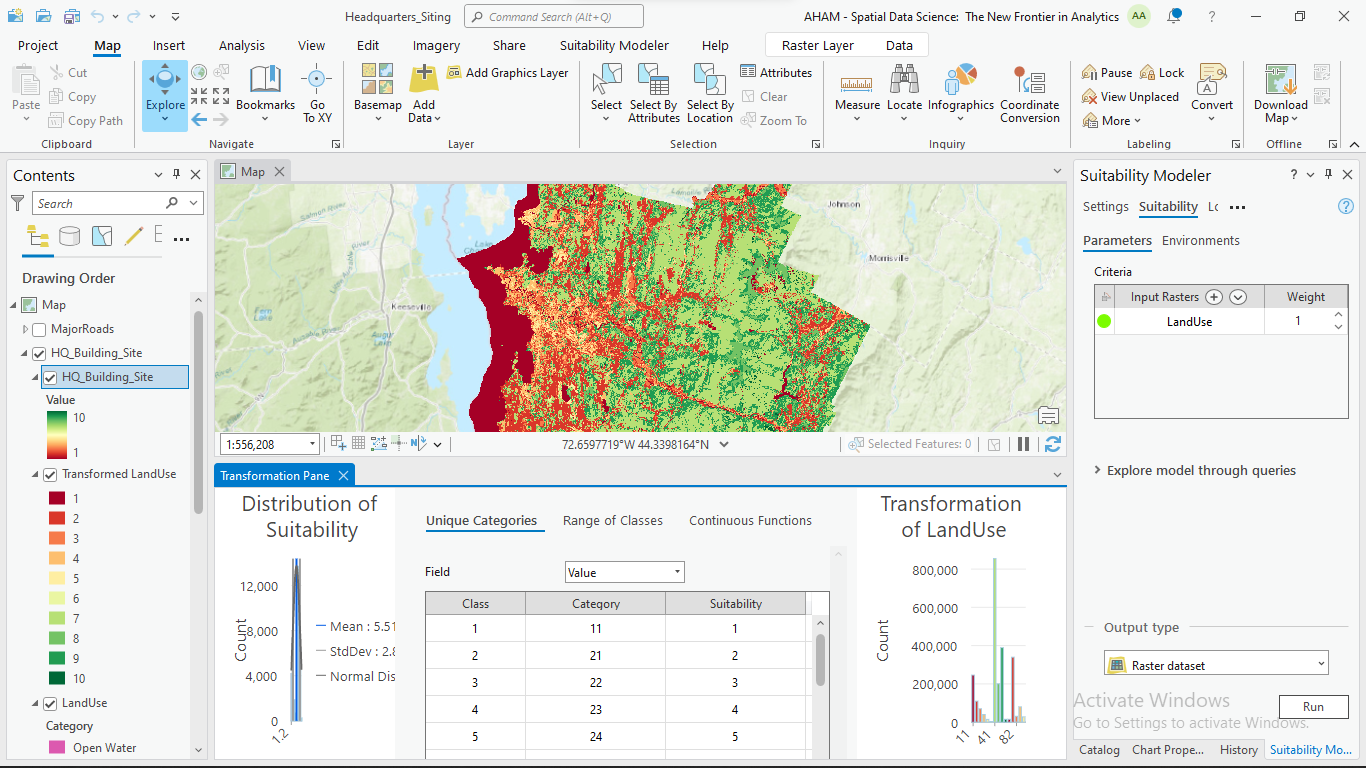 Headquarters_Siting
Command Search (Alt+Q)
AHAM - Spatial Data Science: The New Frontier in Analytics
AA
Project
Map
Insert
Analysis
View
Edit
Imagery
Share
Suitability Modeler
Help
Raster Layer
Data
Paste
Cut
Copy
Copy Path
Clipboard
Explore
Bookmarks
Go To XY
Navigate
Basemap
Add Data
Add Graphics Layer
Layer
Select
Select By Attributes
Select By Location
Attributes
Clear
Zoom To
Selection
Measure
Locate
Infographics
Coordinate Conversion
Inquiry
Pause
Lock
View Unplaced
More
Convert
Labeling
Download Map
Offline
Contents
Search
Drawing Order
Map
MajorRoads
HQ_Building_Site
HQ_Building_Site
Value
10
1
Transformed LandUse
1
2
3
4
5
6
7
8
9
10
LandUse
Category
Open Water
Map
Johnson
Morrisville
Keeseville
1:556,208
72.6597719°W 44.3398164°N
Selected Features: 0
Transformation Pane
Distribution of
Suitability
12,000
8,000
4,000
0
Count
1.2
Mean : 5.51
StdDev : 2.8
Normal Dis
Unique Categories
Range of Classes
Continuous Functions
Field
Value
Class Category Suitability
1 11 1
2 21 2
3 22 3
4 23 4
5 24 5
Transformation
of LandUse
800,000
600,000
400,000
200,000
0
Count
11 41 82
Suitability Modeler
Settings
Suitability
Lo
Parameters
Environments
Criteria
Input Rasters
Weight
LandUse
1
Explore model through queries
Output type
Raster dataset
Run
Activate Windows
Go to Settings to activate Windows.
Catalog
Chart Prope...
History
Suitability Mo...